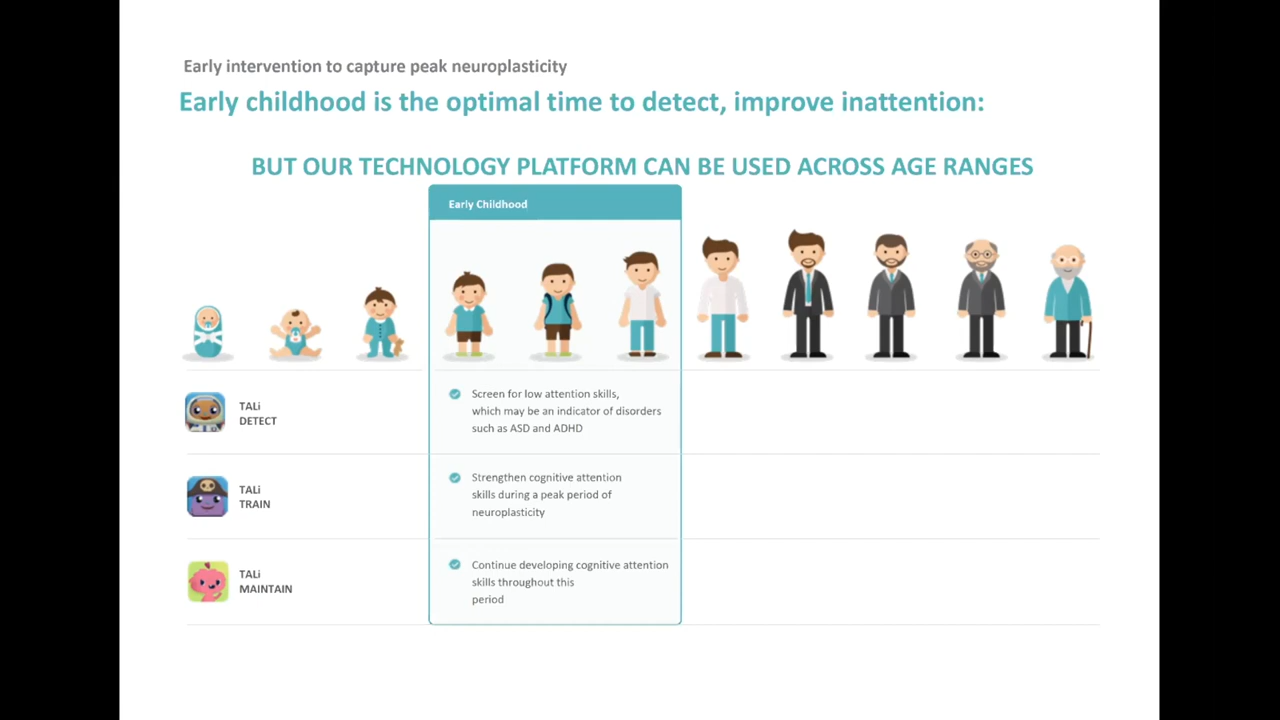 Early intervention to capture peak neuroplasticity
Early childhood is the optimal time to detect, improve inattention:
BUT OUR TECHNOLOGY PLATFORM CAN BE USED ACROSS AGE RANGES
Early Childhood
TALi
DETECT
Screen for low attention skills,
which may be an indicator of disorders
such as ASD and ADHD
TALi
TRAIN
Strengthen cognitive attention
skills during a peak period of
neuroplasticity
TALi
MAINTAIN
Continue developing cognitive attention
skills throughout this
period